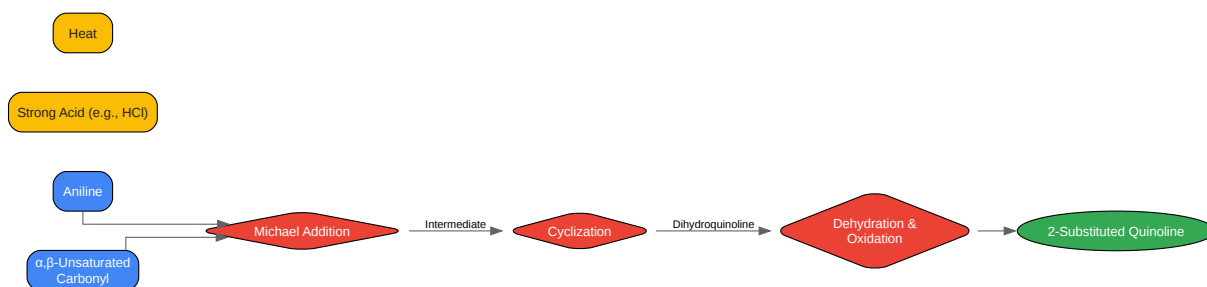 Heat
Strong Acid (e.g., HCl)
Aniline
α,β-Unsaturated
Carbonyl
Michael Addition
Intermediate
Cyclization
Dihydroquinoline
Dehydration &
Oxidation
2-Substituted Quinoline